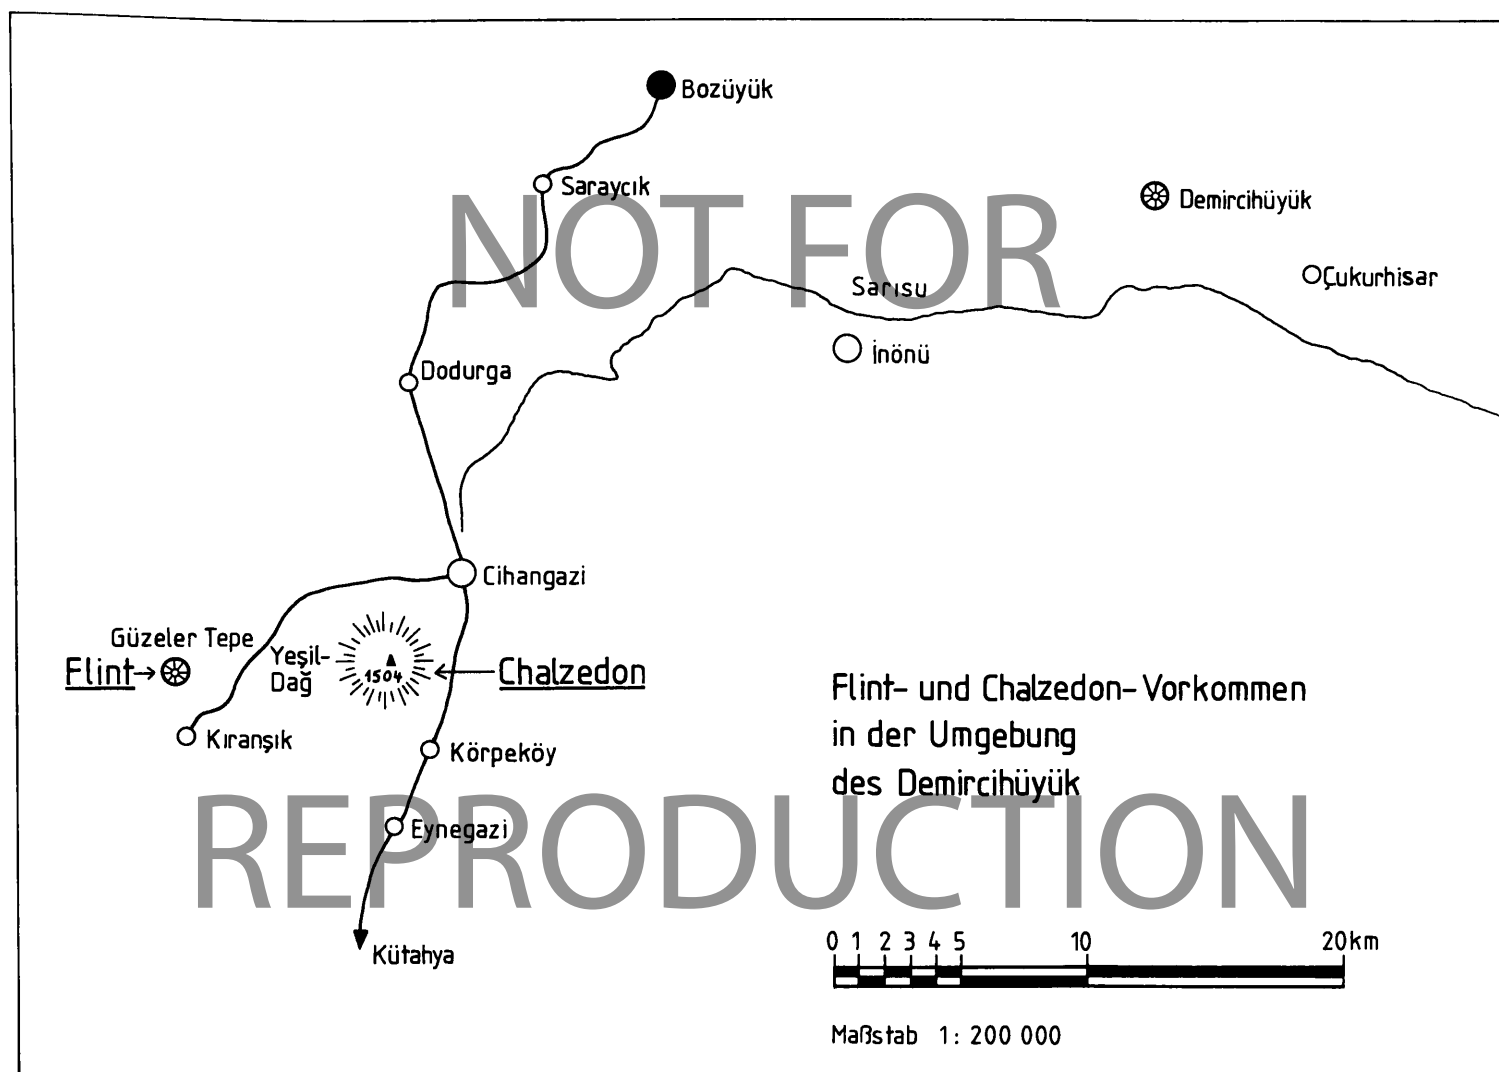 Bozüyük
Saraycık
Demircihüyük
NOT FOR
Çukurhisar
Sarısu
İnönü
Dodurga
Cihangazi
Güzeler Tepe
Yeşil-
Dağ
1504
Flint
Chalzedon
Kıranşık
Körpeköy
Eynegazi
Kütahya
Flint- und Chalzedon-Vorkommen
in der Umgebung
des Demircihüyük
REPRODUCTION
0 1 2 3 4 5 10 20km
Maßstab 1: 200 000